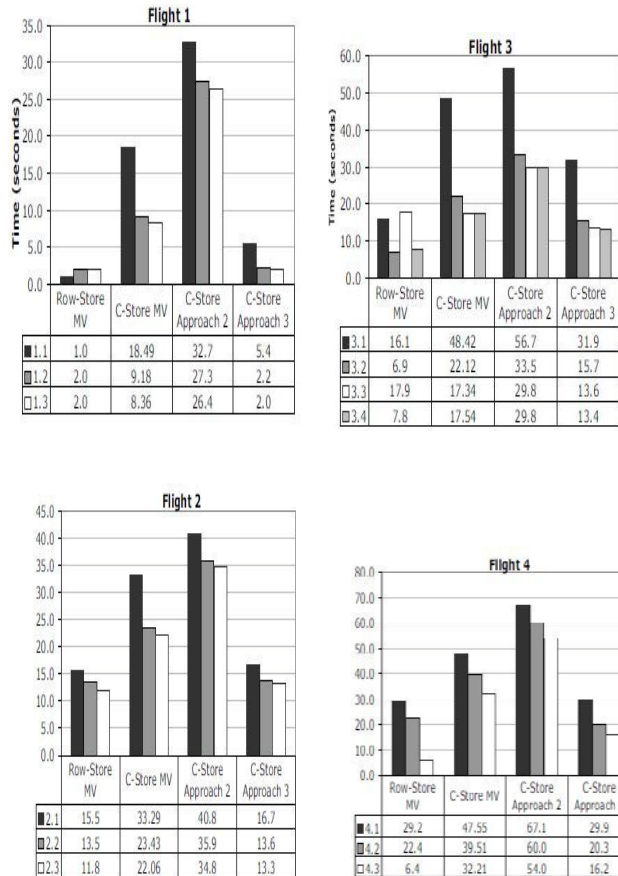 Flight 1
35.0
30.0
25.0
20.0
15.0
10.0
5.0
0.0
Time (seconds)
Row-Store MV C-Store MV C-Store Approach 2 C-Store Approach 3
1.1 1.0 18.49 32.7 5.4
1.2 2.0 9.18 27.3 2.2
1.3 2.0 8.36 26.4 2.0
Flight 3
60.0
50.0
40.0
30.0
20.0
10.0
0.0
Time (seconds)
Row-Store MV C-Store MV C-Store Approach 2 C-Store Approach 3
3.1 16.1 48.42 56.7 31.9
3.2 6.9 22.12 33.5 15.7
3.3 17.9 17.34 29.8 13.6
3.4 7.8 17.54 29.8 13.4
Flight 2
45.0
40.0
35.0
30.0
25.0
20.0
15.0
10.0
5.0
0.0
Row-Store MV C-Store MV C-Store Approach 2 C-Store Approach 3
2.1 15.5 33.29 40.8 16.7
2.2 13.5 23.43 35.9 13.6
2.3 11.8 22.06 34.8 13.3
Flight 4
80.0
70.0
60.0
50.0
40.0
30.0
20.0
10.0
0.0
Row-Store MV C-Store MV C-Store Approach 2 C-Store Approach
4.1 29.2 47.55 67.1 29.9
4.2 22.4 39.51 60.0 20.3
4.3 6.4 32.21 54.0 16.2